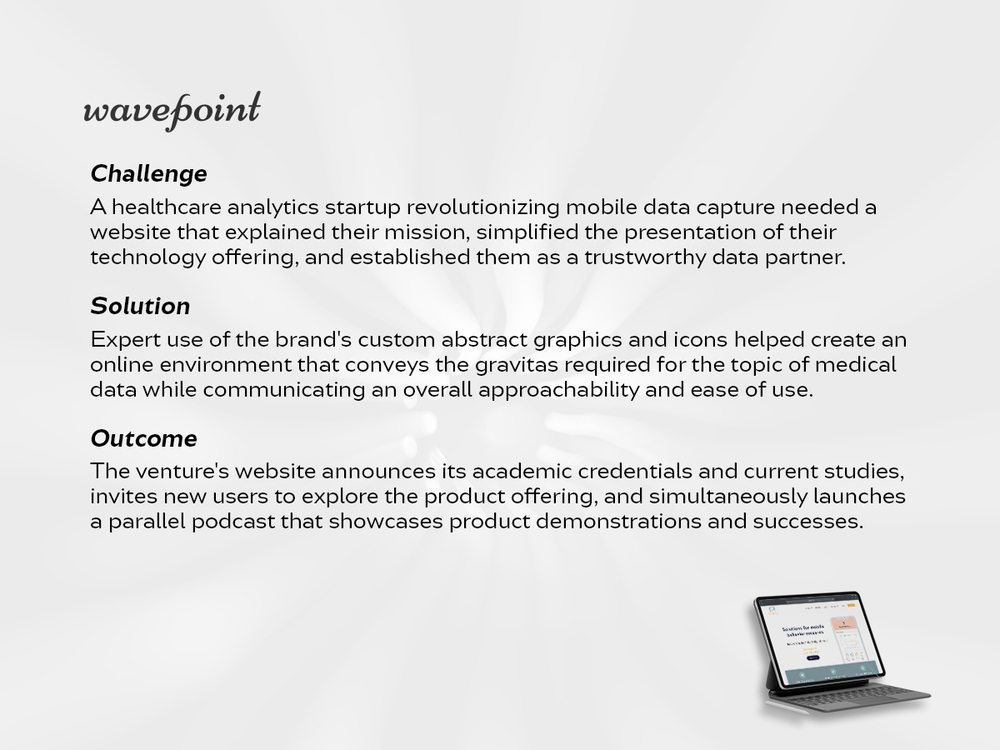 wavepoint
Challenge
A healthcare analytics startup revolutionizing mobile data capture needed a
website that explained their mission, simplified the presentation of their
technology offering, and established them as a trustworthy data partner.
Solution
Expert use of the brand's custom abstract graphics and icons helped create an
online environment that conveys the gravitas required for the topic of medical
data while communicating an overall approachability and ease of use.
Outcome
The venture's website announces its academic credentials and current studies,
invites new users to explore the product offering, and simultaneously launches
a parallel podcast that showcases product demonstrations and successes.